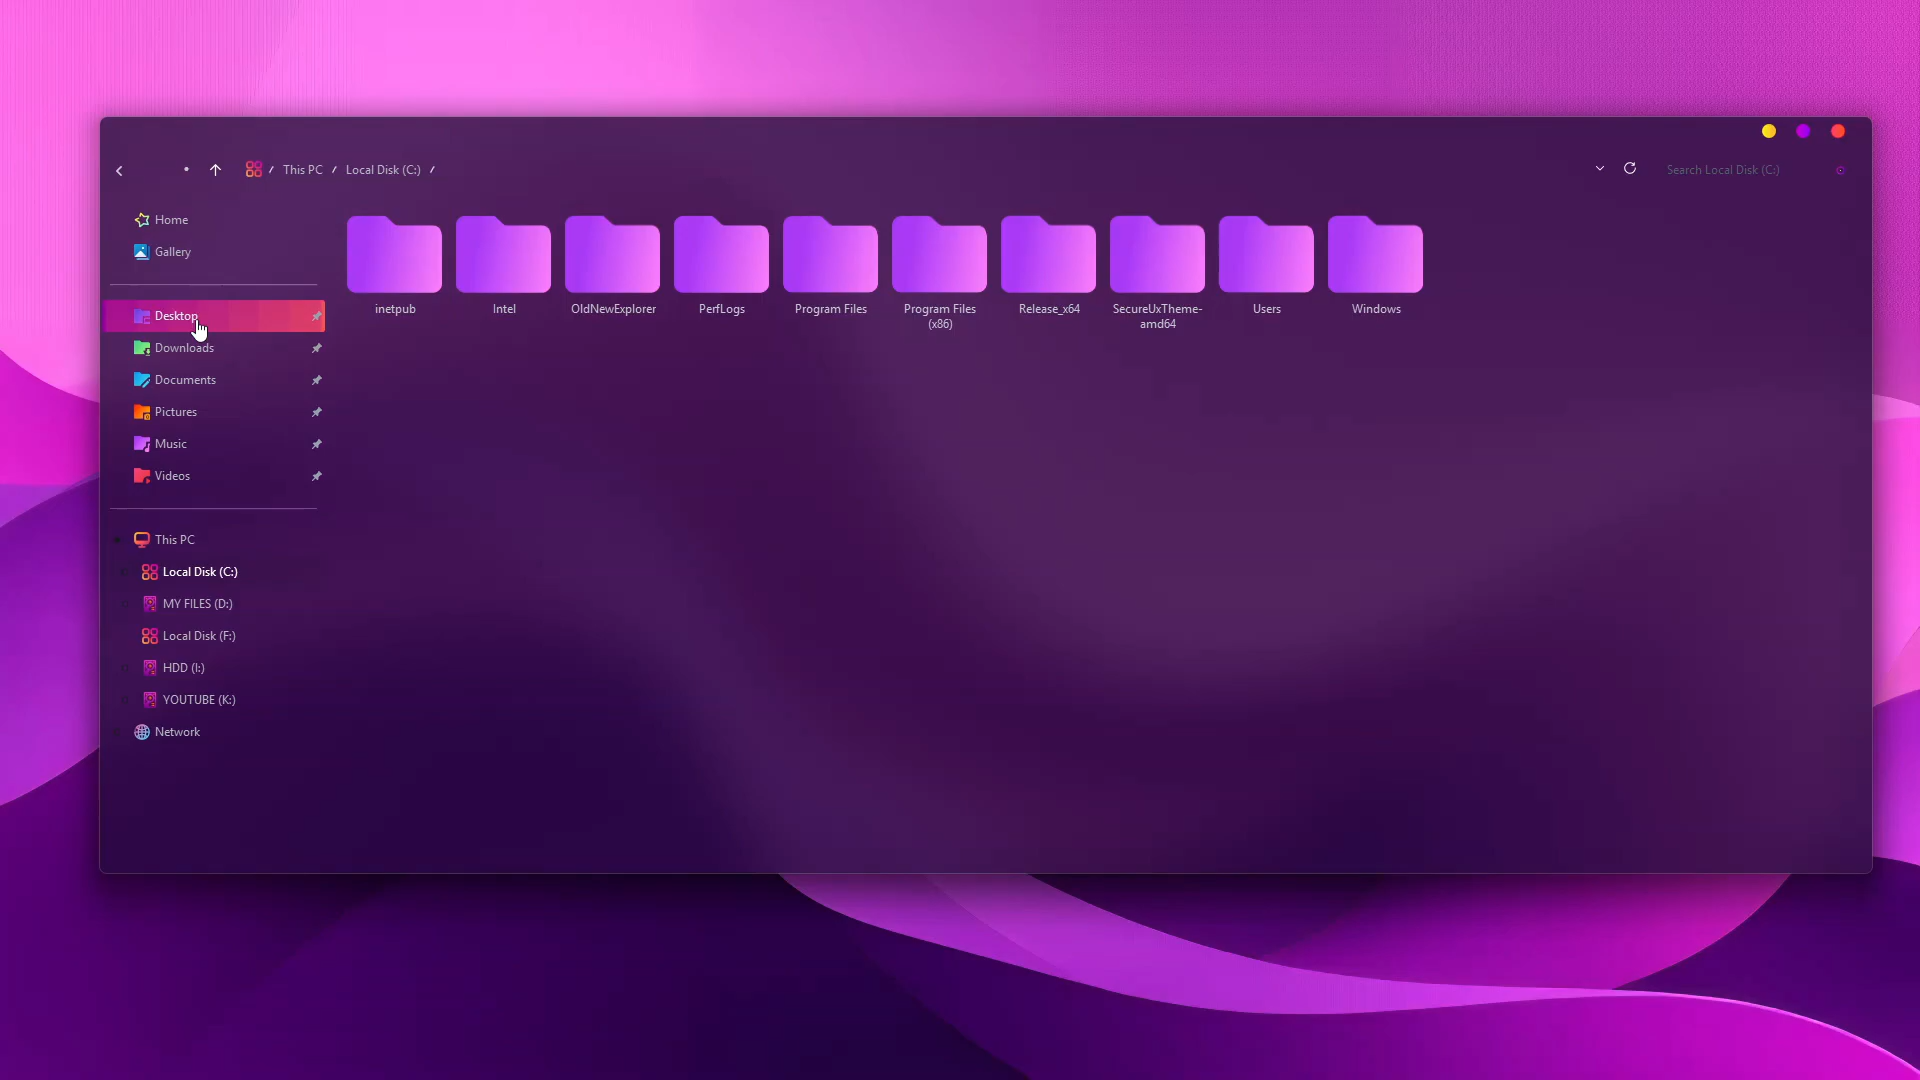 / This PC / Local Disk (C:) /
Search Local Disk (C:)
Home
Gallery
Desktop
Downloads
Documents
Pictures
Music
Videos
This PC
Local Disk (C:)
MY FILES (D:)
Local Disk (F:)
HDD (I:)
YOUTUBE (K:)
Network
inetpub
Intel
OldNewExplorer
PerfLogs
Program Files
Program Files
(x86)
Release_x64
SecureUxTheme-
amd64
Users
Windows